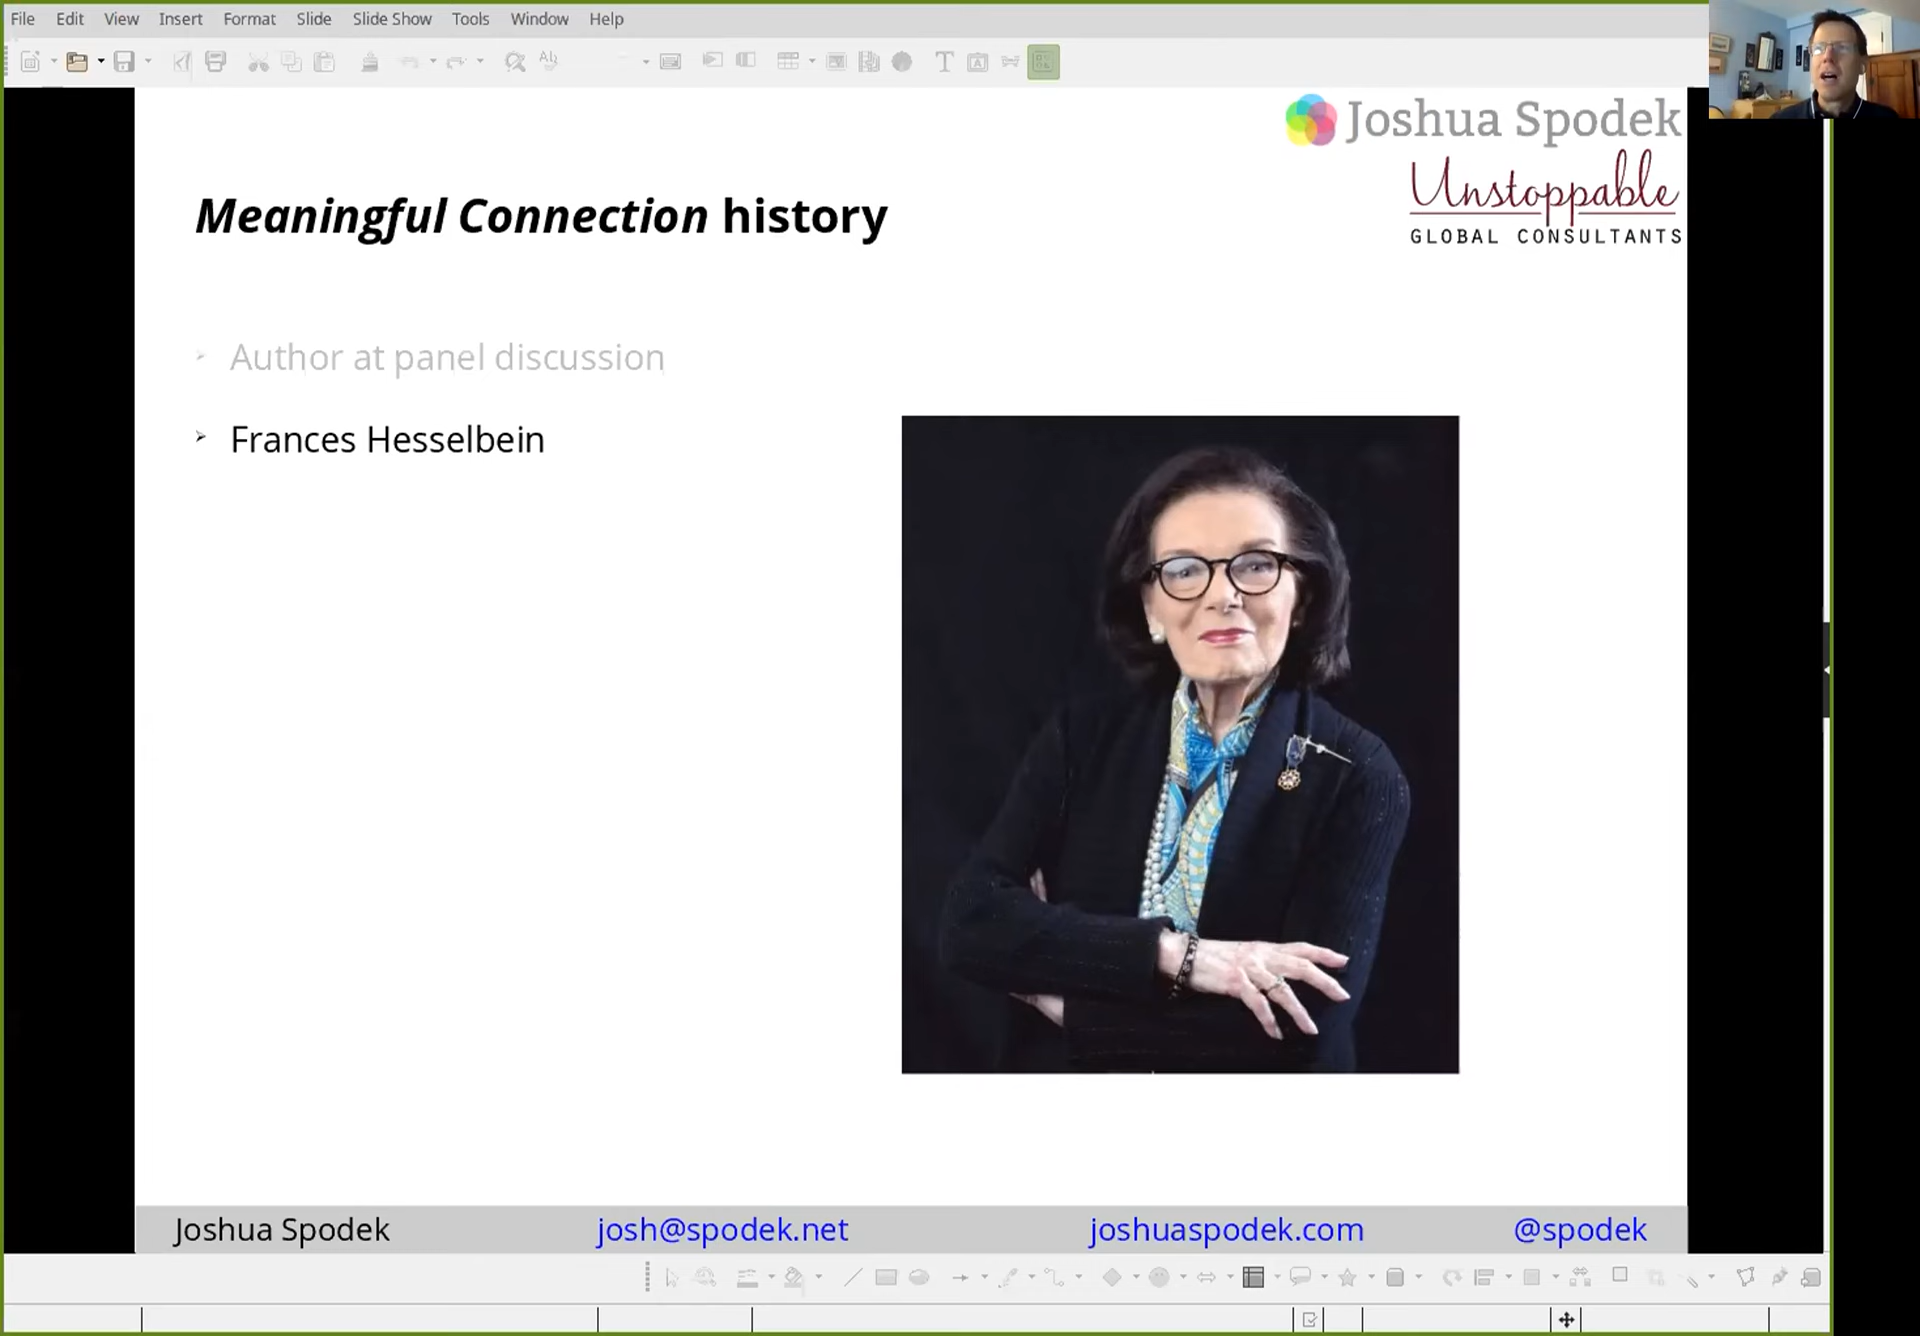 File Edit View Insert Format Slide Slide Show Tools Window Help
Joshua Spodek
Unstoppable
GLOBAL CONSULTANTS
Meaningful Connection history
Author at panel discussion
Frances Hesselbein
Joshua Spodek josh@spodek.net joshuaspodek.com @spodek